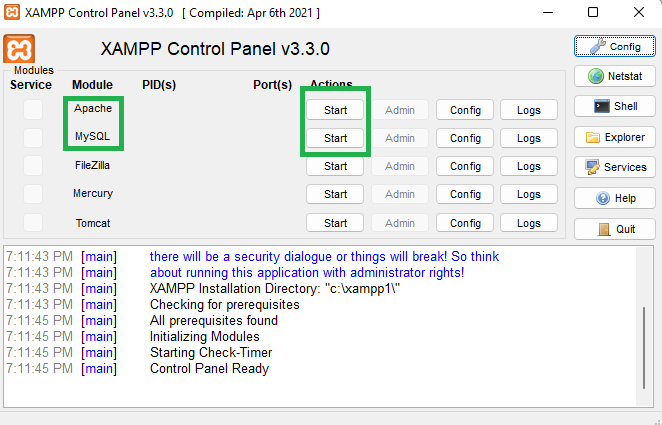 XAMPP Control Panel v3.3.0 [ Compiled: Apr 6th 2021 ]
XAMPP Control Panel v3.3.0
Config
Modules
Service Module PID(s) Port(s) Actions
Netstat
Apache Start Admin Config Logs
Shell
MySQL Start Admin Config Logs
Explorer
FileZilla Start Admin Config Logs
Services
Mercury Start Admin Config Logs
Help
Tomcat Start Admin Config Logs
Quit
7:11:43 PM [main] there will be a security dialogue or things will break! So think
7:11:43 PM [main] about running this application with administrator rights!
7:11:43 PM [main] XAMPP Installation Directory: "c:\xampp1\"
7:11:43 PM [main] Checking for prerequisites
7:11:45 PM [main] All prerequisites found
7:11:45 PM [main] Initializing Modules
7:11:45 PM [main] Starting Check-Timer
7:11:45 PM [main] Control Panel Ready